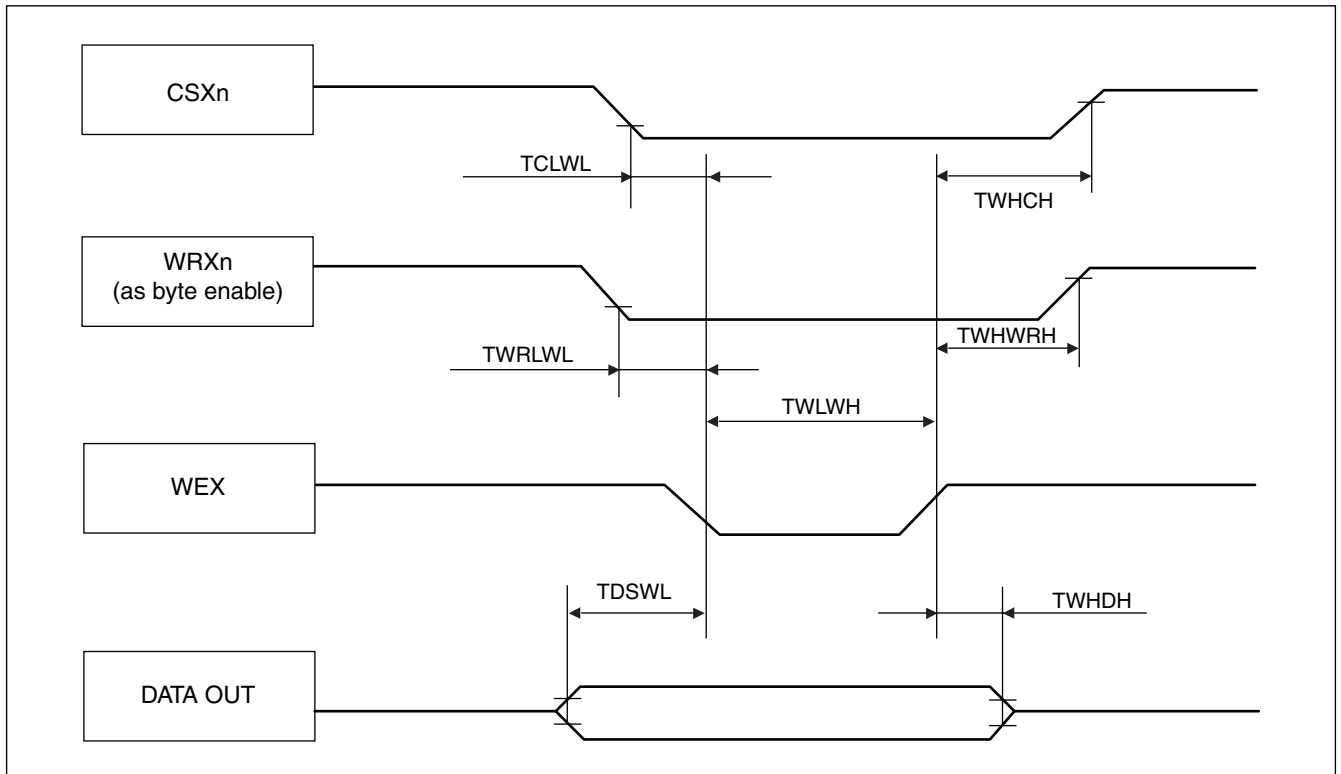 CSXn
TCLWL
TWHCH
WRXn
(as byte enable)
TWRLWL
TWHWRH
TWLWH
WEX
TDSWL
TWHDH
DATA OUT